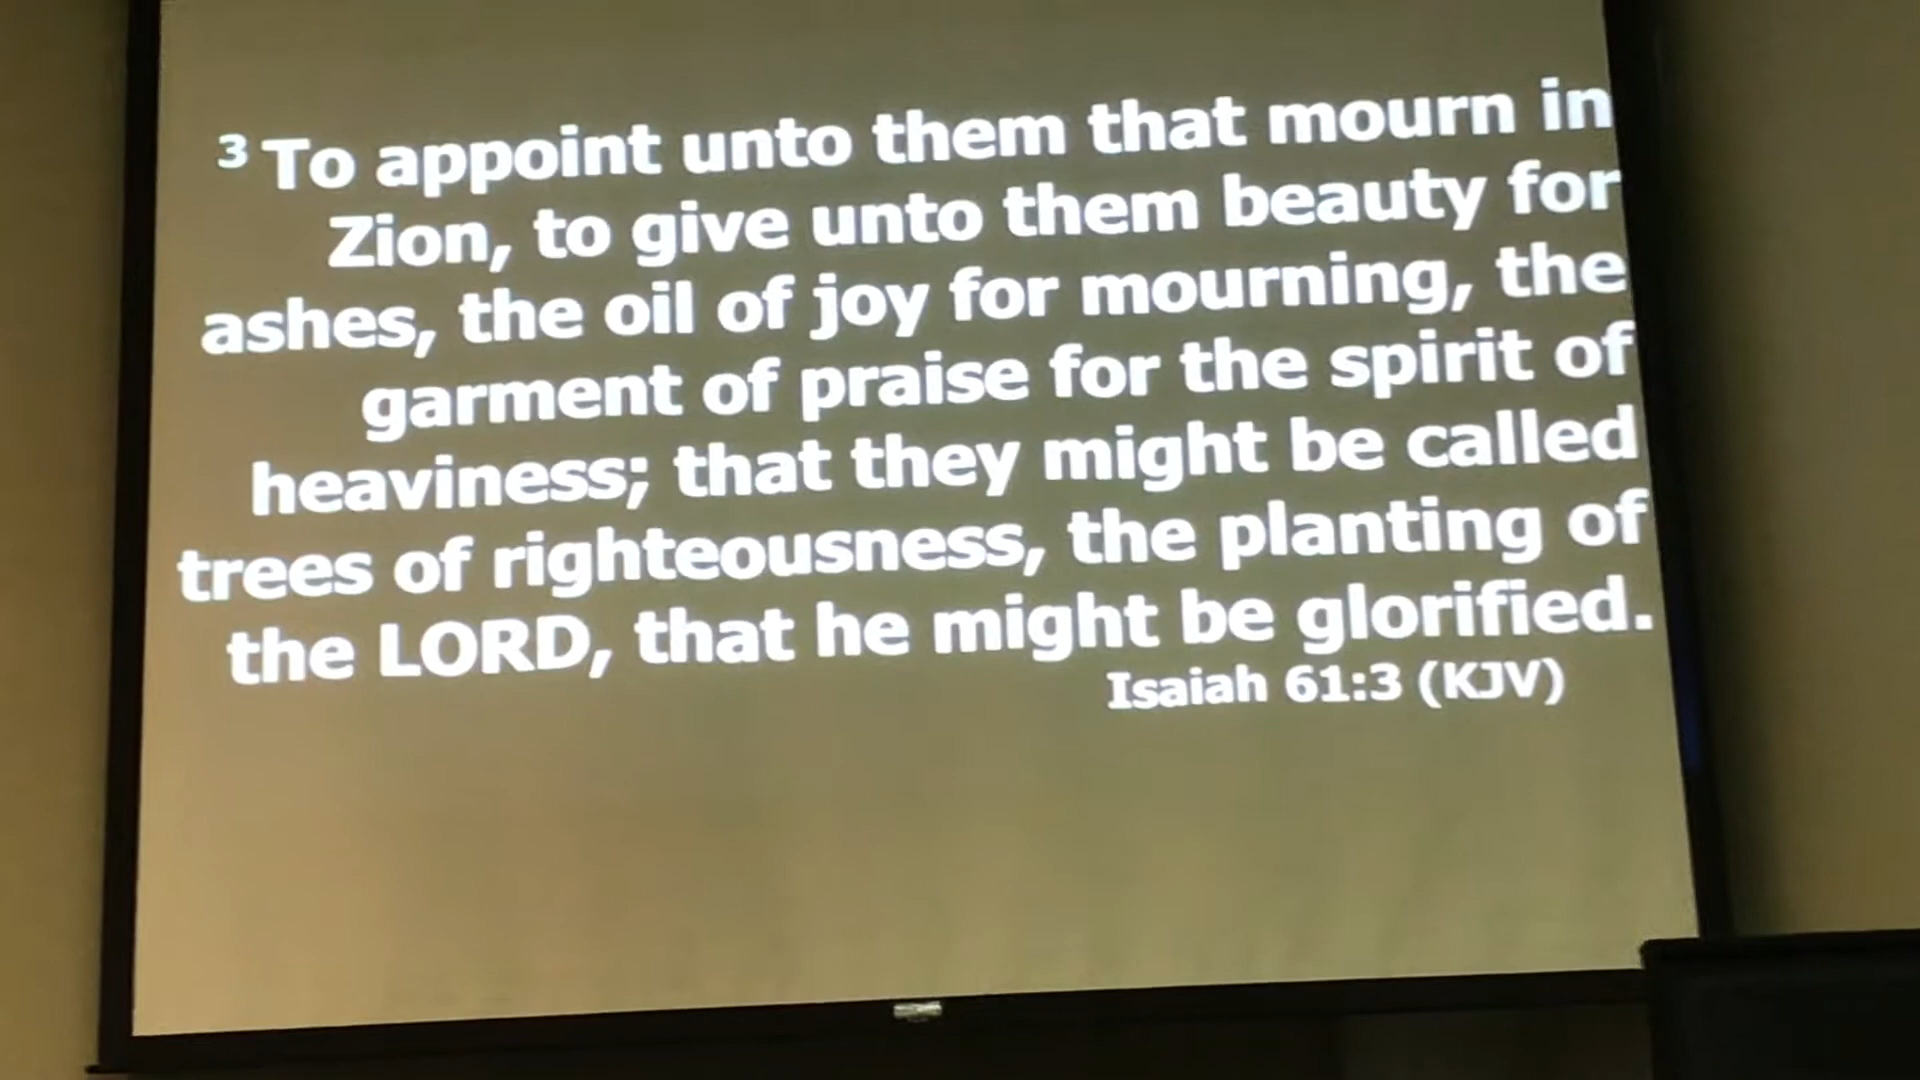 3 To appoint unto them that mourn in
Zion, to give unto them beauty for
ashes, the oil of joy for mourning, the
garment of praise for the spirit of
heaviness; that they might be called
trees of righteousness, the planting of
the LORD, that he might be glorified.
Isaiah 61:3 (KJV)